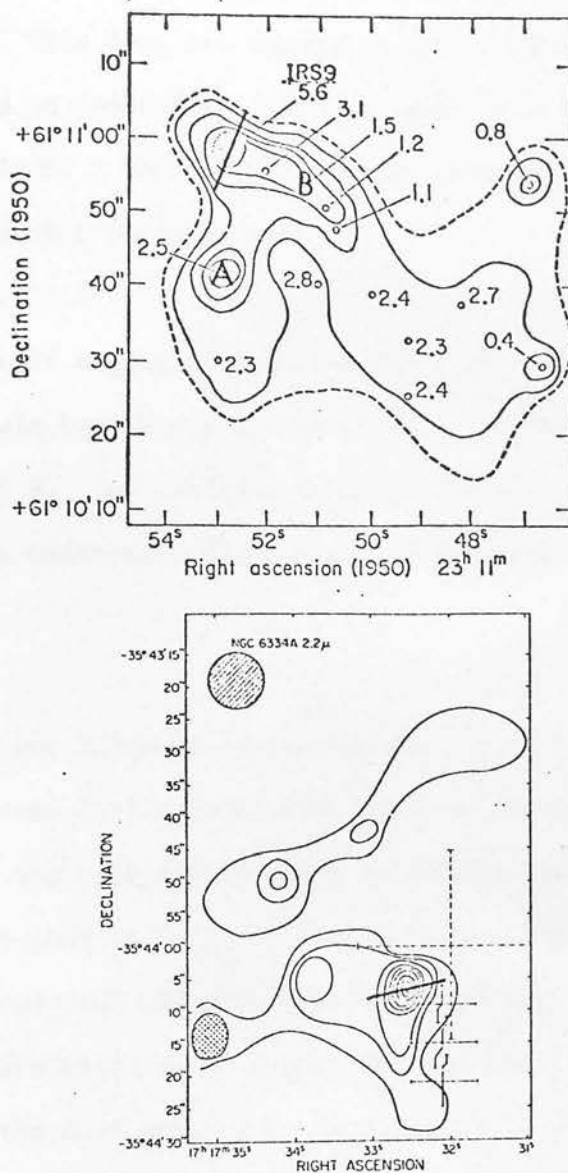 10"
IRS9
5.6
3.1
1.5
1.2
1.1
0.8
+61° 11' 00"
B
50"
2.5
A
40"
2.8
2.4
2.7
2.3
0.4
30"
2.3
2.4
20"
+61° 10' 10"
Declination (1950)
54ˢ 52ˢ 50ˢ 48ˢ
Right ascension (1950) 23ʰ 11ᵐ
-35° 43' 15"
NGC 6334A 2.2μ
20"
25"
30"
35"
40"
45"
50"
55"
-35° 44' 00"
5"
10"
15"
20"
25"
-35° 44' 30"
DECLINATION
17ʰ 17ᵐ 35ˢ 34ˢ 33ˢ 32ˢ 31ˢ
RIGHT ASCENSION